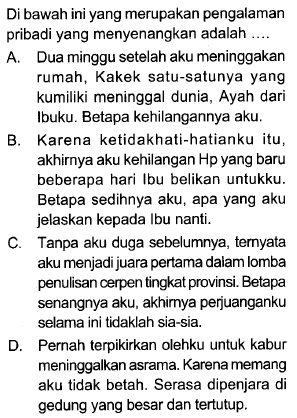 Di bawah ini yang merupakan pengalaman
pribadi yang menyenangkan adalah ....
A. Dua minggu setelah aku meninggakan
rumah, Kakek satu-satunya yang
kumiliki meninggal dunia, Ayah dari
Ibuku. Betapa kehilangannya aku.
B. Karena ketidakhati-hatianku itu,
akhirnya aku kehilangan Hp yang baru
beberapa hari Ibu belikan untukku.
Betapa sedihnya aku, apa yang aku
jelaskan kepada Ibu nanti.
C. Tanpa aku duga sebelumnya, ternyata
aku menjadi juara pertama dalam lomba
penulisan cerpen tingkat provinsi. Betapa
senangnya aku, akhirnya perjuanganku
selama ini tidaklah sia-sia.
D. Pernah terpikirkan olehku untuk kabur
meninggalkan asrama. Karena memang
aku tidak betah. Serasa dipenjara di
gedung yang besar dan tertutup.